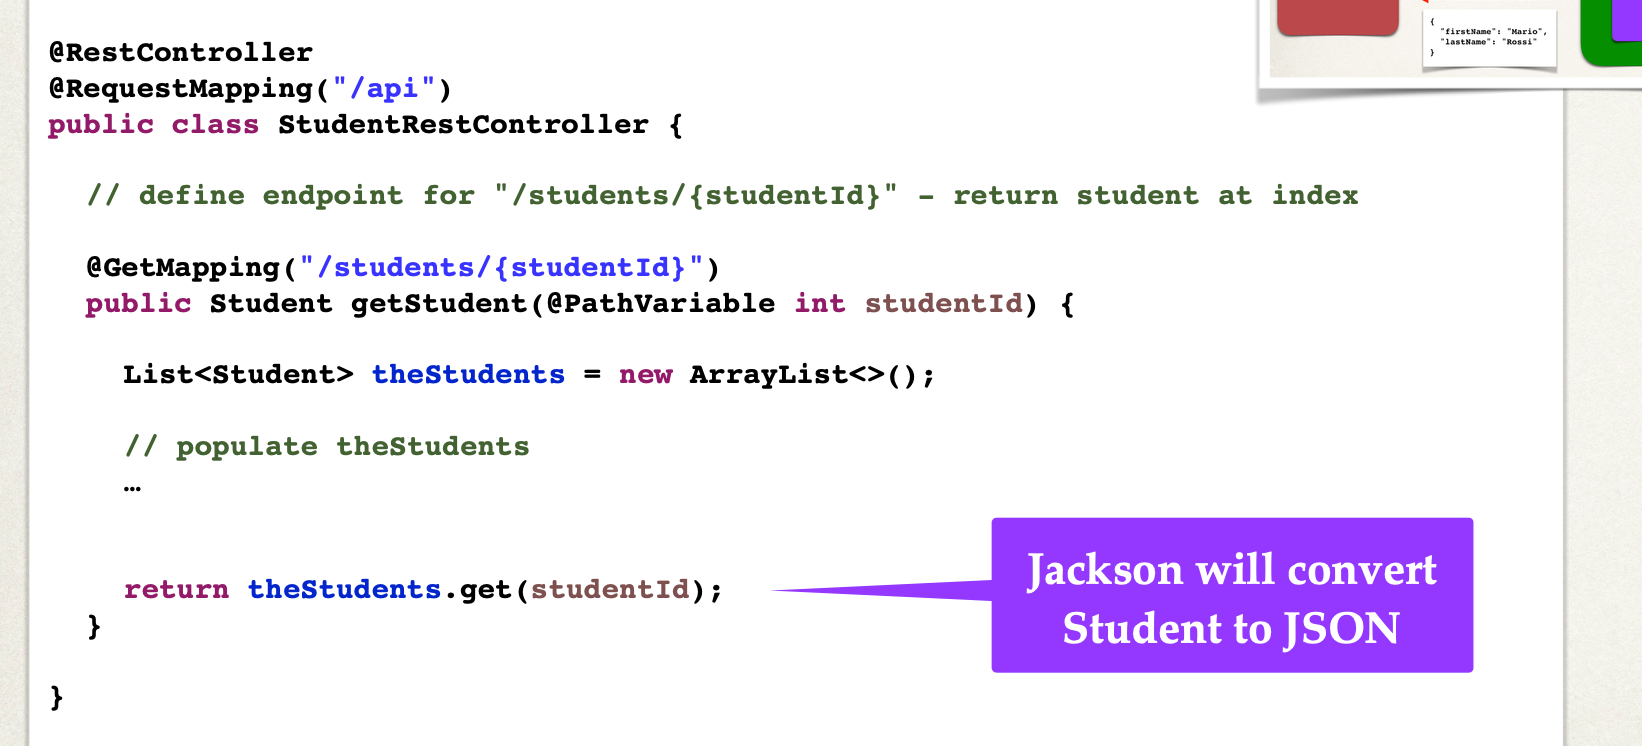 {
"firstName": "Mario",
"lastName": "Rossi"
}
@RestController
@RequestMapping("/api")
public class StudentRestController {
// define endpoint for "/students/{studentId}" – return student at index
@GetMapping("/students/{studentId}")
public Student getStudent(@PathVariable int studentId) {
List<Student> theStudents = new ArrayList<>();
// populate theStudents
…
return theStudents.get(studentId);
}
}
Jackson will convert
Student to JSON